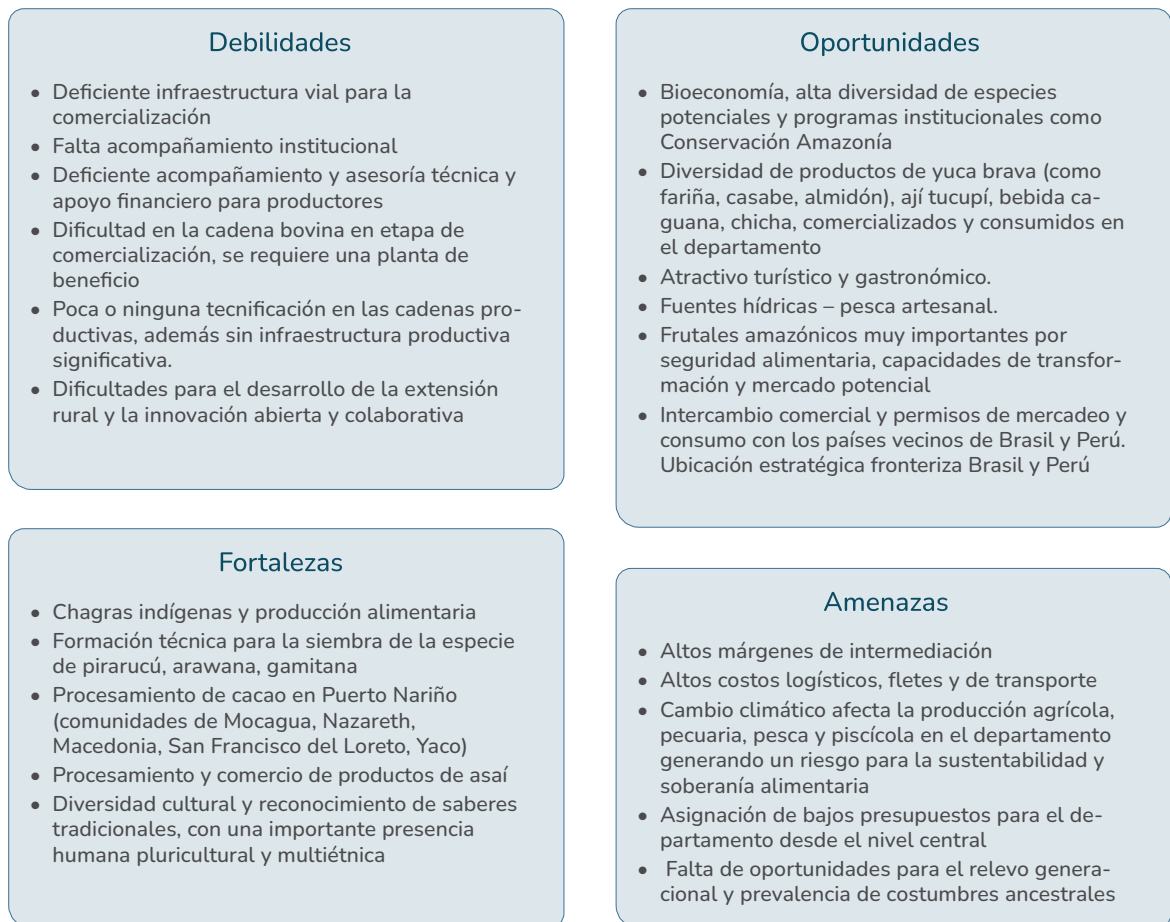 Debilidades
• Deficiente infraestructura vial para la
comercialización
• Falta acompañamiento institucional
• Deficiente acompañamiento y asesoría técnica y
apoyo financiero para productores
• Dificultad en la cadena bovina en etapa de
comercialización, se requiere una planta de
beneficio
• Poca o ninguna tecnificación en las cadenas pro-
ductivas, además sin infraestructura productiva
significativa.
• Dificultades para el desarrollo de la extensión
rural y la innovación abierta y colaborativa
Oportunidades
• Bioeconomía, alta diversidad de especies
potenciales y programas institucionales como
Conservación Amazonía
• Diversidad de productos de yuca brava (como
fariña, casabe, almidón), ají tucupí, bebida ca-
guana, chicha, comercializados y consumidos en
el departamento
• Atractivo turístico y gastronómico.
• Fuentes hídricas – pesca artesanal.
• Frutales amazónicos muy importantes por
seguridad alimentaria, capacidades de transfor-
mación y mercado potencial
• Intercambio comercial y permisos de mercadeo y
consumo con los países vecinos de Brasil y Perú.
Ubicación estratégica fronteriza Brasil y Perú
Fortalezas
• Chagras indígenas y producción alimentaria
• Formación técnica para la siembra de la especie
de pirarucú, arawana, gamitana
• Procesamiento de cacao en Puerto Nariño
(comunidades de Mocagua, Nazareth,
Macedonia, San Francisco del Loreto, Yaco)
• Procesamiento y comercio de productos de asaí
• Diversidad cultural y reconocimiento de saberes
tradicionales, con una importante presencia
humana pluricultural y multiétnica
Amenazas
• Altos márgenes de intermediación
• Altos costos logísticos, fletes y de transporte
• Cambio climático afecta la producción agrícola,
pecuaria, pesca y piscícola en el departamento
generando un riesgo para la sustentabilidad y
soberanía alimentaria
• Asignación de bajos presupuestos para el de-
partamento desde el nivel central
• Falta de oportunidades para el relevo genera-
cional y prevalencia de costumbres ancestrales